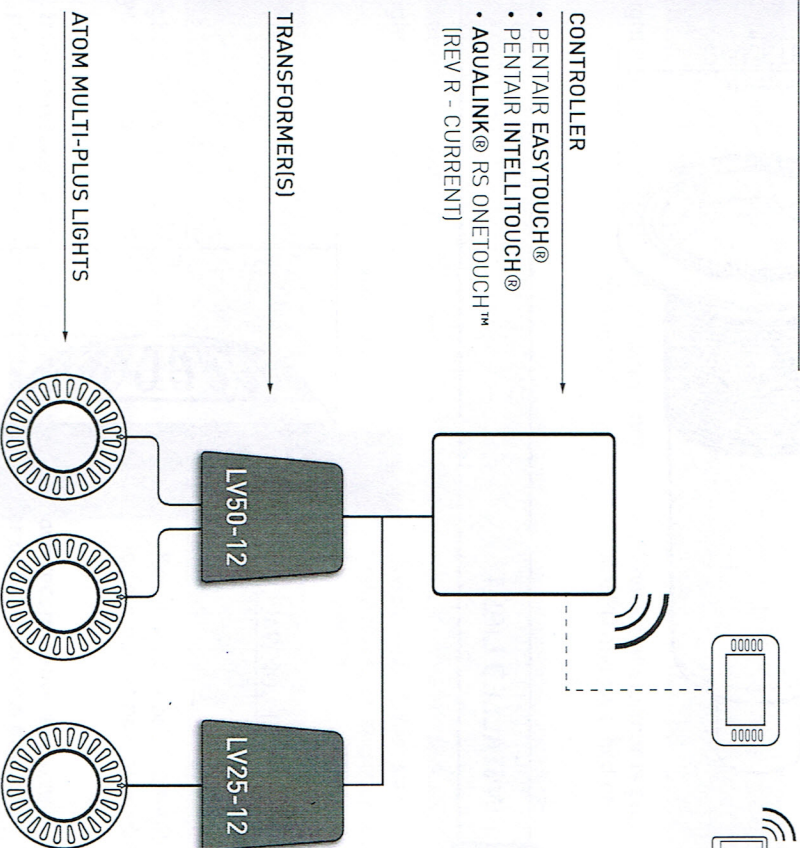 CONTROLLER
• PENTAIR EASYTOUCH®
• PENTAIR INTELLITOUCH®
• AQUALINK® RS ONETOUCH™
(REV R - CURRENT)
TRANSFORMER(S)
LV50-12
LV25-12
ATOM MULTI-PLUS LIGHTS